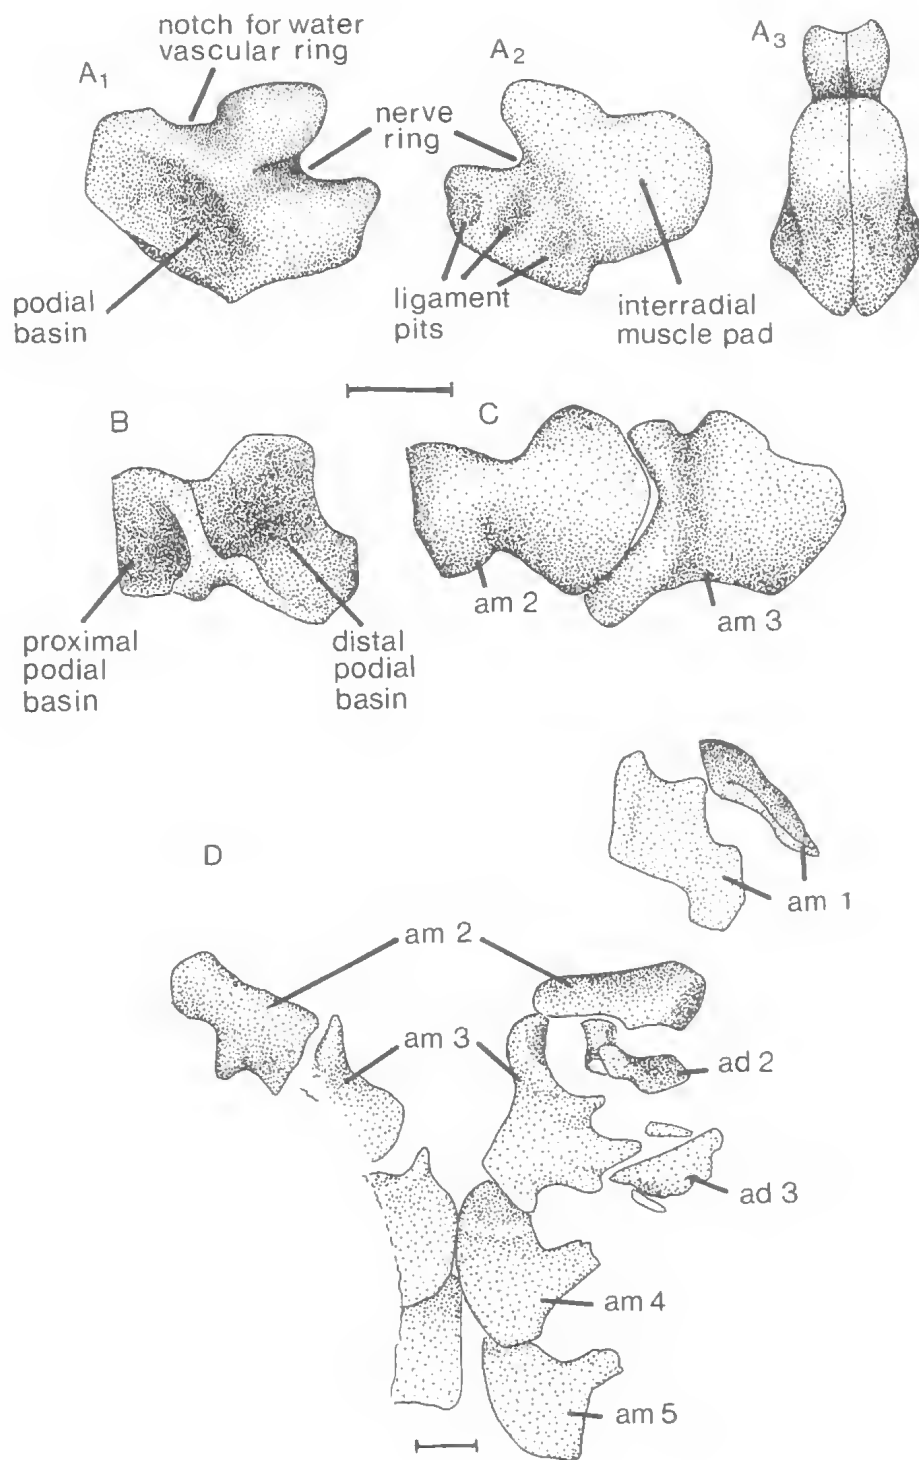 notch for water
vascular ring
A1
A2
A3
nerve
ring
podial
basin
ligament
pits
interradial
muscle pad
B
C
am 2
am 3
proximal
podial
basin
distal
podial
basin
D
am 1
am 2
am 3
ad 2
ad 3
am 4
am 5